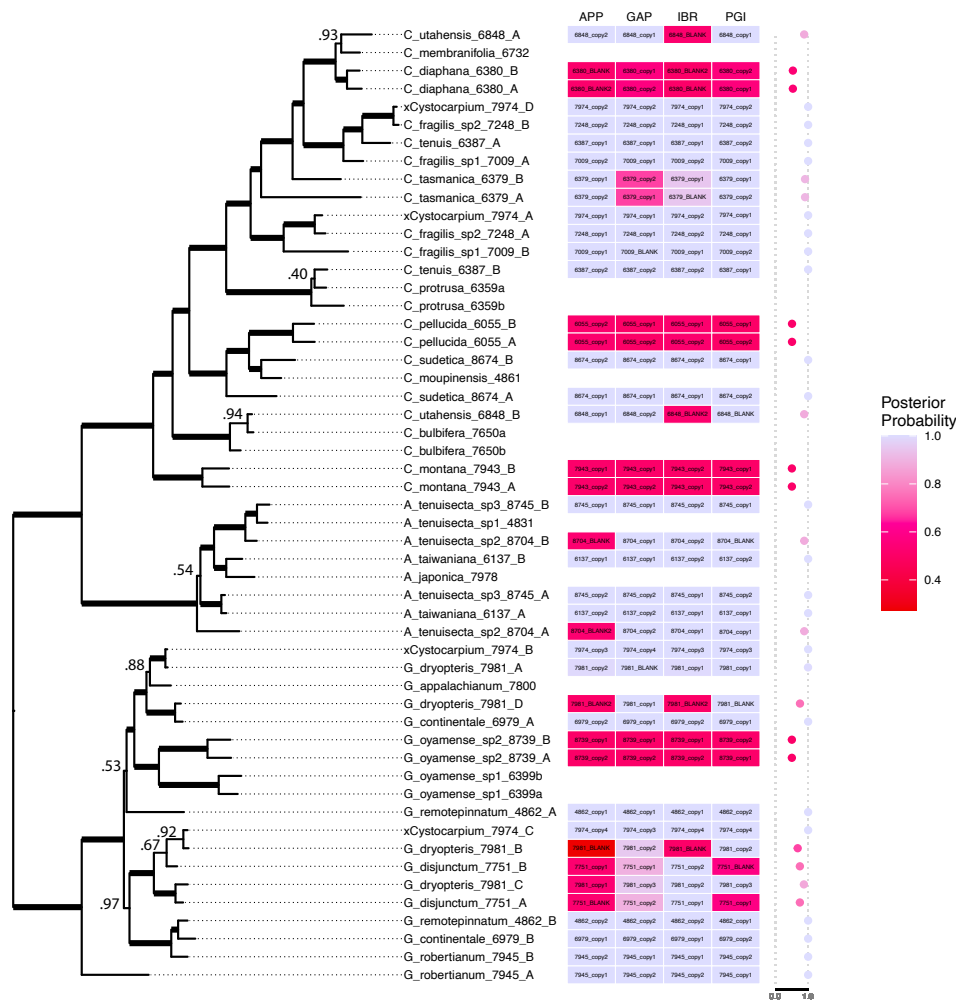 APP GAP IBR PGI
.93 C_utahensis_6848_A 6848_copy2 6848_copy1 6848_BLANK 6848_copy1
C_membranifolia_6732
C_diaphana_6380_B 6380_BLANK 6380_copy1 6380_BLANK2 6380_copy2
C_diaphana_6380_A 6380_BLANK2 6380_copy2 6380_BLANK 6380_copy1
xCystocarpium_7974_D 7974_copy2 7974_copy2 7974_copy1 7974_copy2
C_fragilis_sp2_7248_B 7248_copy2 7248_copy2 7248_copy1 7248_copy2
C_tenuis_6387_A 6387_copy1 6387_copy1 6387_copy1 6387_copy2
C_fragilis_sp1_7009_A 7009_copy2 7009_copy1 7009_copy2 7009_copy1
C_tasmanica_6379_B 6379_copy1 6379_copy2 6379_copy1 6379_copy1
C_tasmanica_6379_A 6379_copy2 6379_copy1 6379_BLANK 6379_copy2
xCystocarpium_7974_A 7974_copy1 7974_copy1 7974_copy2 7974_copy1
C_fragilis_sp2_7248_A 7248_copy1 7248_copy1 7248_copy2 7248_copy1
C_fragilis_sp1_7009_B 7009_copy1 7009_BLANK 7009_copy1 7009_copy2
C_tenuis_6387_B 6387_copy2 6387_copy2 6387_copy2 6387_copy1
.40 C_protrusa_6359a
C_protrusa_6359b
C_pellucida_6055_B 6055_copy2 6055_copy1 6055_copy1 6055_copy1
C_pellucida_6055_A 6055_copy1 6055_copy2 6055_copy2 6055_copy2
C_sudetica_8674_B 8674_copy2 8674_copy2 8674_copy2 8674_copy1
C_moupinensis_4861
C_sudetica_8674_A 8674_copy1 8674_copy1 8674_copy1 8674_copy2
.94 C_utahensis_6848_B 6848_copy1 6848_copy2 6848_BLANK2 6848_BLANK
C_bulbifera_7650a
C_bulbifera_7650b
C_montana_7943_B 7943_copy1 7943_copy1 7943_copy2 7943_copy1
C_montana_7943_A 7943_copy2 7943_copy2 7943_copy1 7943_copy2
A_tenuisecta_sp3_8745_B 8745_copy1 8745_copy1 8745_copy2 8745_copy1
A_tenuisecta_sp1_4831
A_tenuisecta_sp2_8704_B 8704_BLANK 8704_copy1 8704_copy2 8704_BLANK
A_taiwaniana_6137_B 6137_copy1 6137_copy2 6137_copy2 6137_copy2
.54 A_japonica_7978
A_tenuisecta_sp3_8745_A 8745_copy2 8745_copy2 8745_copy1 8745_copy2
A_taiwaniana_6137_A 6137_copy2 6137_copy1 6137_copy1 6137_copy1
A_tenuisecta_sp2_8704_A 8704_BLANK2 8704_copy2 8704_copy1 8704_copy1
xCystocarpium_7974_B 7974_copy3 7974_copy4 7974_copy3 7974_copy3
.88 G_dryopteris_7981_A 7981_copy2 7981_BLANK 7981_copy1 7981_copy1
G_appalachianum_7800
G_dryopteris_7981_D 7981_BLANK2 7981_copy1 7981_BLANK2 7981_BLANK
G_continentale_6979_A 6979_copy2 6979_copy1 6979_copy2 6979_copy1
G_oyamense_sp2_8739_B 8739_copy1 8739_copy1 8739_copy1 8739_copy2
G_oyamense_sp2_8739_A 8739_copy2 8739_copy2 8739_copy2 8739_copy1
.53 G_oyamense_sp1_6399b
G_oyamense_sp1_6399a
G_remotepinnatum_4862_A 4862_copy1 4862_copy1 4862_copy1 4862_copy1
.92 xCystocarpium_7974_C 7974_copy4 7974_copy3 7974_copy4 7974_copy4
.67 G_dryopteris_7981_B 7981_BLANK 7981_copy2 7981_BLANK 7981_copy2
G_disjunctum_7751_B 7751_copy1 7751_copy1 7751_copy2 7751_BLANK
G_dryopteris_7981_C 7981_copy1 7981_copy3 7981_copy2 7981_copy3
.97 G_disjunctum_7751_A 7751_BLANK 7751_copy2 7751_copy1 7751_copy1
G_remotepinnatum_4862_B 4862_copy2 4862_copy2 4862_copy2 4862_copy2
G_continentale_6979_B 6979_copy1 6979_copy2 6979_copy1 6979_copy2
G_robertianum_7945_B 7945_copy2 7945_copy1 7945_copy1 7945_copy2
G_robertianum_7945_A 7945_copy1 7945_copy2 7945_copy2 7945_copy1
Posterior
Probability
1.0
0.8
0.6
0.4
0.0 1.0